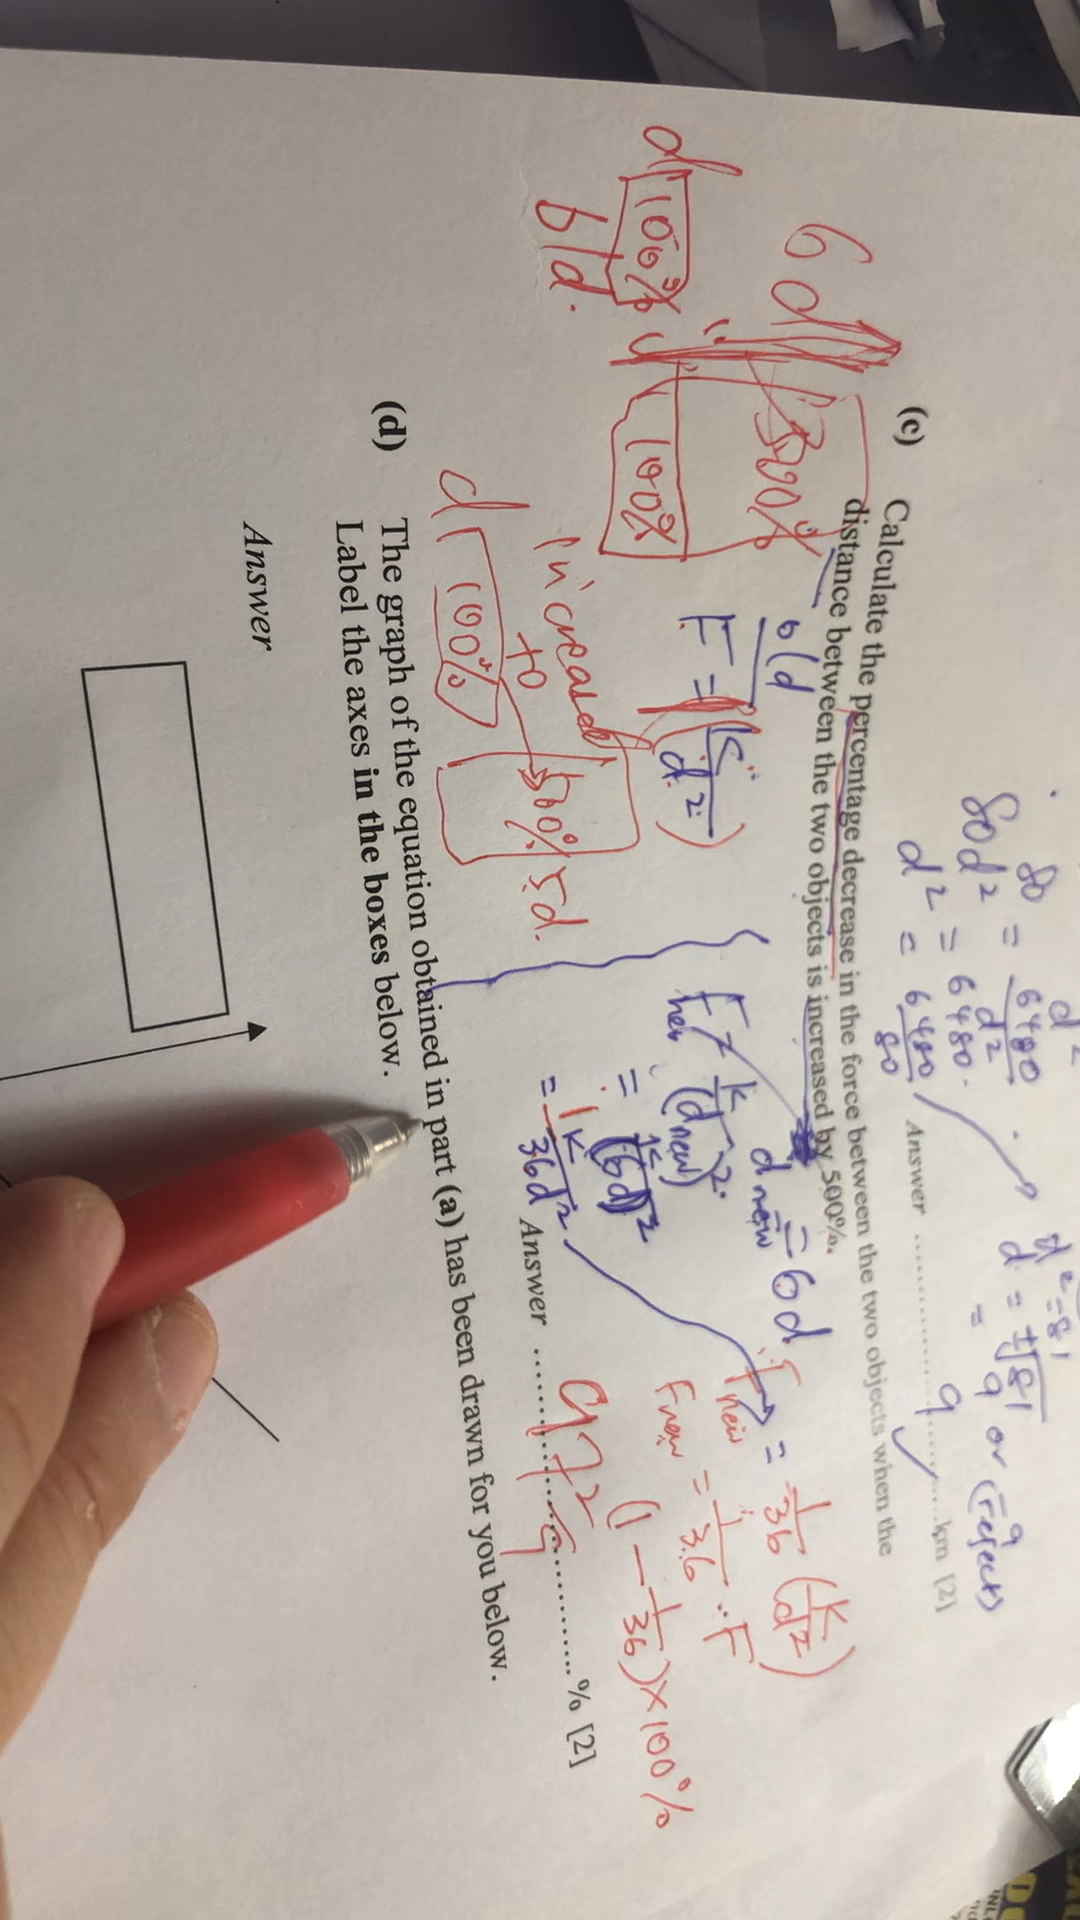 80 = 6480 / d²
80d² = 6480.
d² = 6480 / 80
d² = 81
d = ±√81
= 9 or -9 (reject)
Answer ............ 9 ............ km [2]
(c) Calculate the percentage decrease in the force between the two objects when the
distance between the two objects is increased by 500%.
6d
500%
d 100%
100%
6d.
6d
F = (k / d²)
increased to
d 100%
500% 5d.
d new = 6d
F new = k / (d new)².
= k / (6d)²
= k / 36d²
F new = 1/36 (k / d²)
F new = 1/36 · F
(1 - 1/36) × 100%
Answer ............ 97 2/9 ............ % [2]
(d) The graph of the equation obtained in part (a) has been drawn for you below.
Label the axes in the boxes below.
Answer